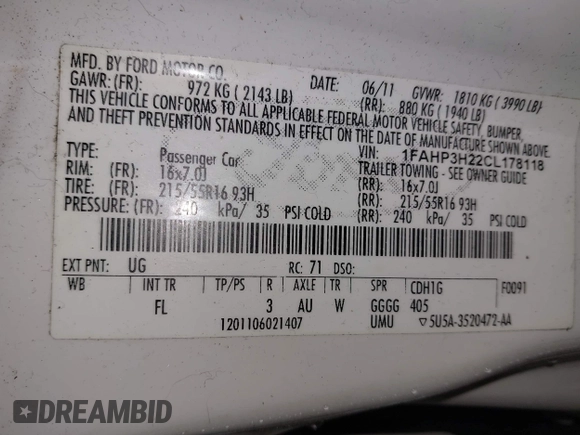 MFD. BY FORD MOTOR CO.
DATE: 06/11 GVWR: 1810 KG ( 3990 LB)
GAWR: (FR): 972 KG ( 2143 LB) (RR): 880 KG ( 1940 LB)
THIS VEHICLE CONFORMS TO ALL APPLICABLE FEDERAL MOTOR VEHICLE SAFETY, BUMPER,
AND THEFT PREVENTION STANDARDS IN EFFECT ON THE DATE OF MANUFACTURE SHOWN ABOVE.
VIN: 1FAHP3H22CL178118
TYPE: Passenger Car TRAILER TOWING - SEE OWNER GUIDE
RIM: (FR): 16x7.0J (RR): 16x7.0J
TIRE: (FR): 215/55R16 93H (RR): 215/55R16 93H
PRESSURE: (FR): 240 kPa/ 35 PSI COLD (RR): 240 kPa/ 35 PSI COLD
EXT PNT: UG RC: 71 DSO:
WB INT TR TP/PS R AXLE TR SPR CDH1G F0091
FL 3 AU W GGGG 405
1201106021407 UMU ▽5U5A-3520472-AA
DREAMBID